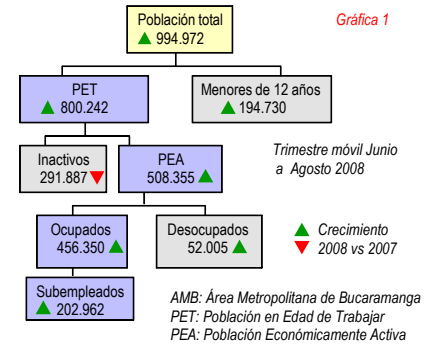 Población total
994.972
Gráfica 1
PET
800.242
Menores de 12 años
194.730
Inactivos
291.887
PEA
508.355
Trimestre móvil Junio
a Agosto 2008
Ocupados
456.350
Desocupados
52.005
Crecimiento
2008 vs 2007
Subempleados
202.962
AMB: Área Metropolitana de Bucaramanga
PET: Población en Edad de Trabajar
PEA: Población Económicamente Activa